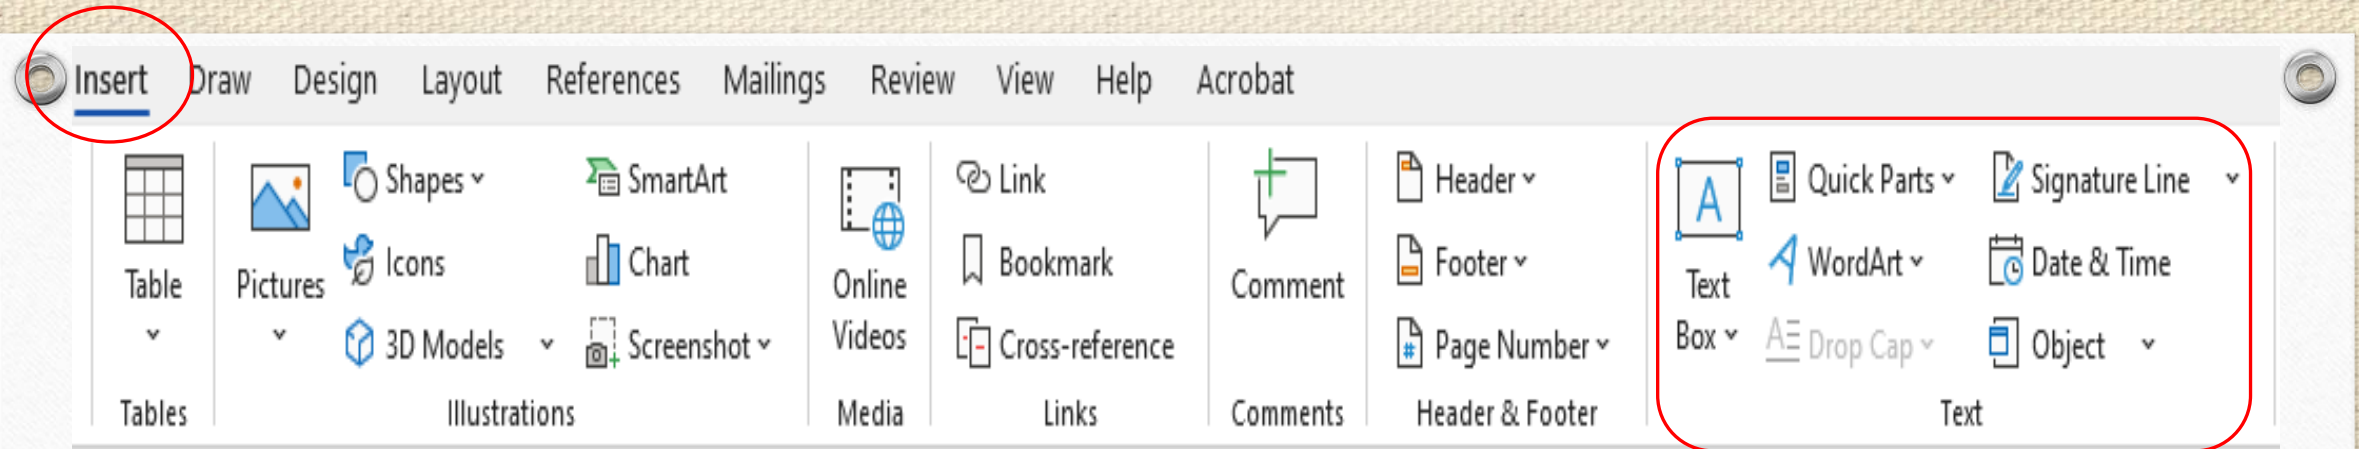 Insert Draw Design Layout References Mailings Review View Help Acrobat
Shapes SmartArt Link Header Quick Parts Signature Line
Icons Chart Bookmark Footer WordArt Date & Time
Table Pictures Online Comment Text
3D Models Screenshot Videos Cross-reference Page Number Box Drop Cap Object
Tables Illustrations Media Links Comments Header & Footer Text